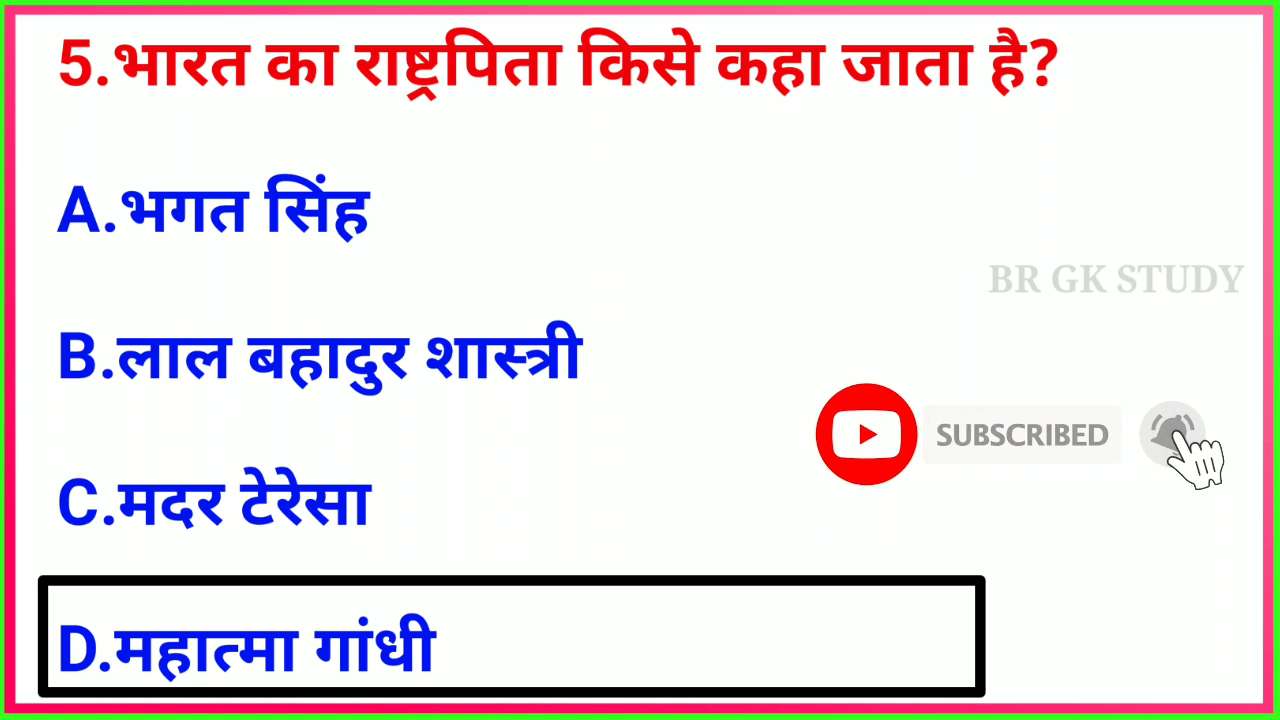 5.भारत का राष्ट्रपिता किसे कहा जाता है?
A.भगत सिंह
BR GK STUDY
B.लाल बहादुर शास्त्री
SUBSCRIBED
C.मदर टेरेसा
D.महात्मा गांधी